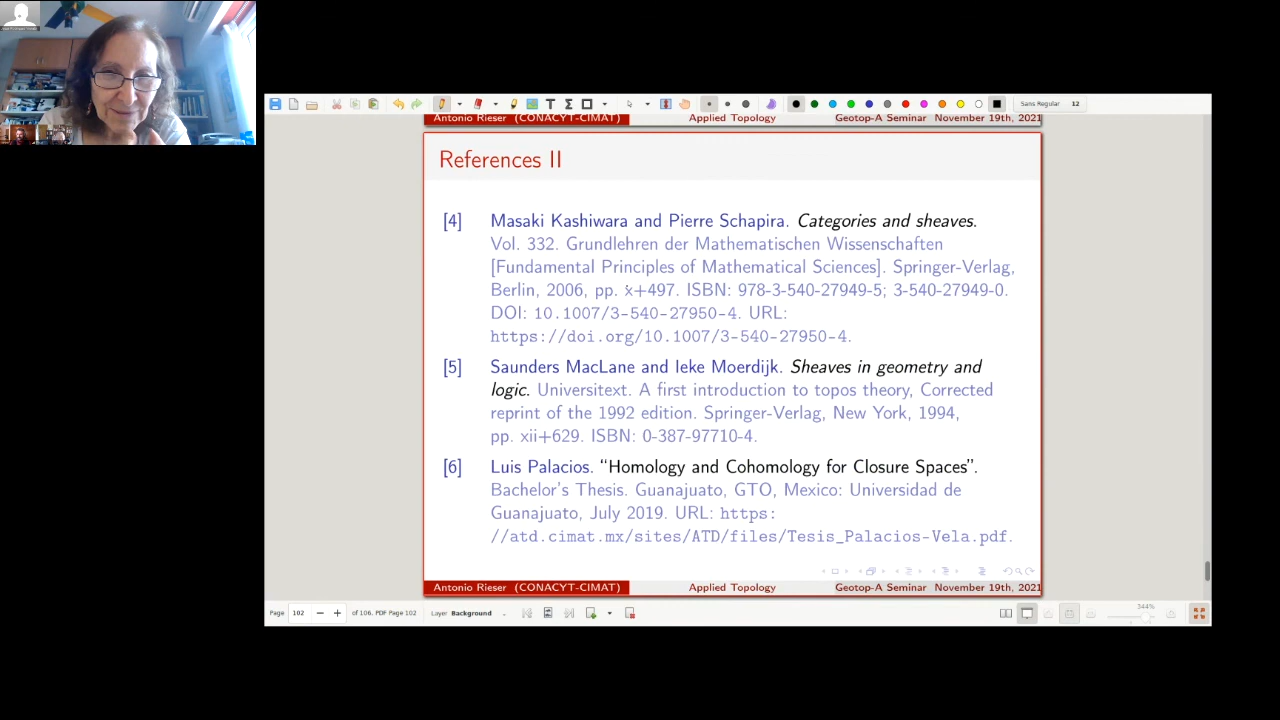 Sans Regular 12
Antonio Rieser (CONACYT-CIMAT) Applied Topology Geotop-A Seminar November 19th, 2021
References II
[4] Masaki Kashiwara and Pierre Schapira. Categories and sheaves.
Vol. 332. Grundlehren der Mathematischen Wissenschaften
[Fundamental Principles of Mathematical Sciences]. Springer-Verlag,
Berlin, 2006, pp. x+497. ISBN: 978-3-540-27949-5; 3-540-27949-0.
DOI: 10.1007/3-540-27950-4. URL:
https://doi.org/10.1007/3-540-27950-4.
[5] Saunders MacLane and Ieke Moerdijk. Sheaves in geometry and
logic. Universitext. A first introduction to topos theory, Corrected
reprint of the 1992 edition. Springer-Verlag, New York, 1994,
pp. xii+629. ISBN: 0-387-97710-4.
[6] Luis Palacios. “Homology and Cohomology for Closure Spaces”.
Bachelor's Thesis. Guanajuato, GTO, Mexico: Universidad de
Guanajuato, July 2019. URL: https:
//atd.cimat.mx/sites/ATD/files/Tesis_Palacios-Vela.pdf.
Antonio Rieser (CONACYT-CIMAT) Applied Topology Geotop-A Seminar November 19th, 2021
Page 102 of 106. PDF Page 102 Layer Background 344%